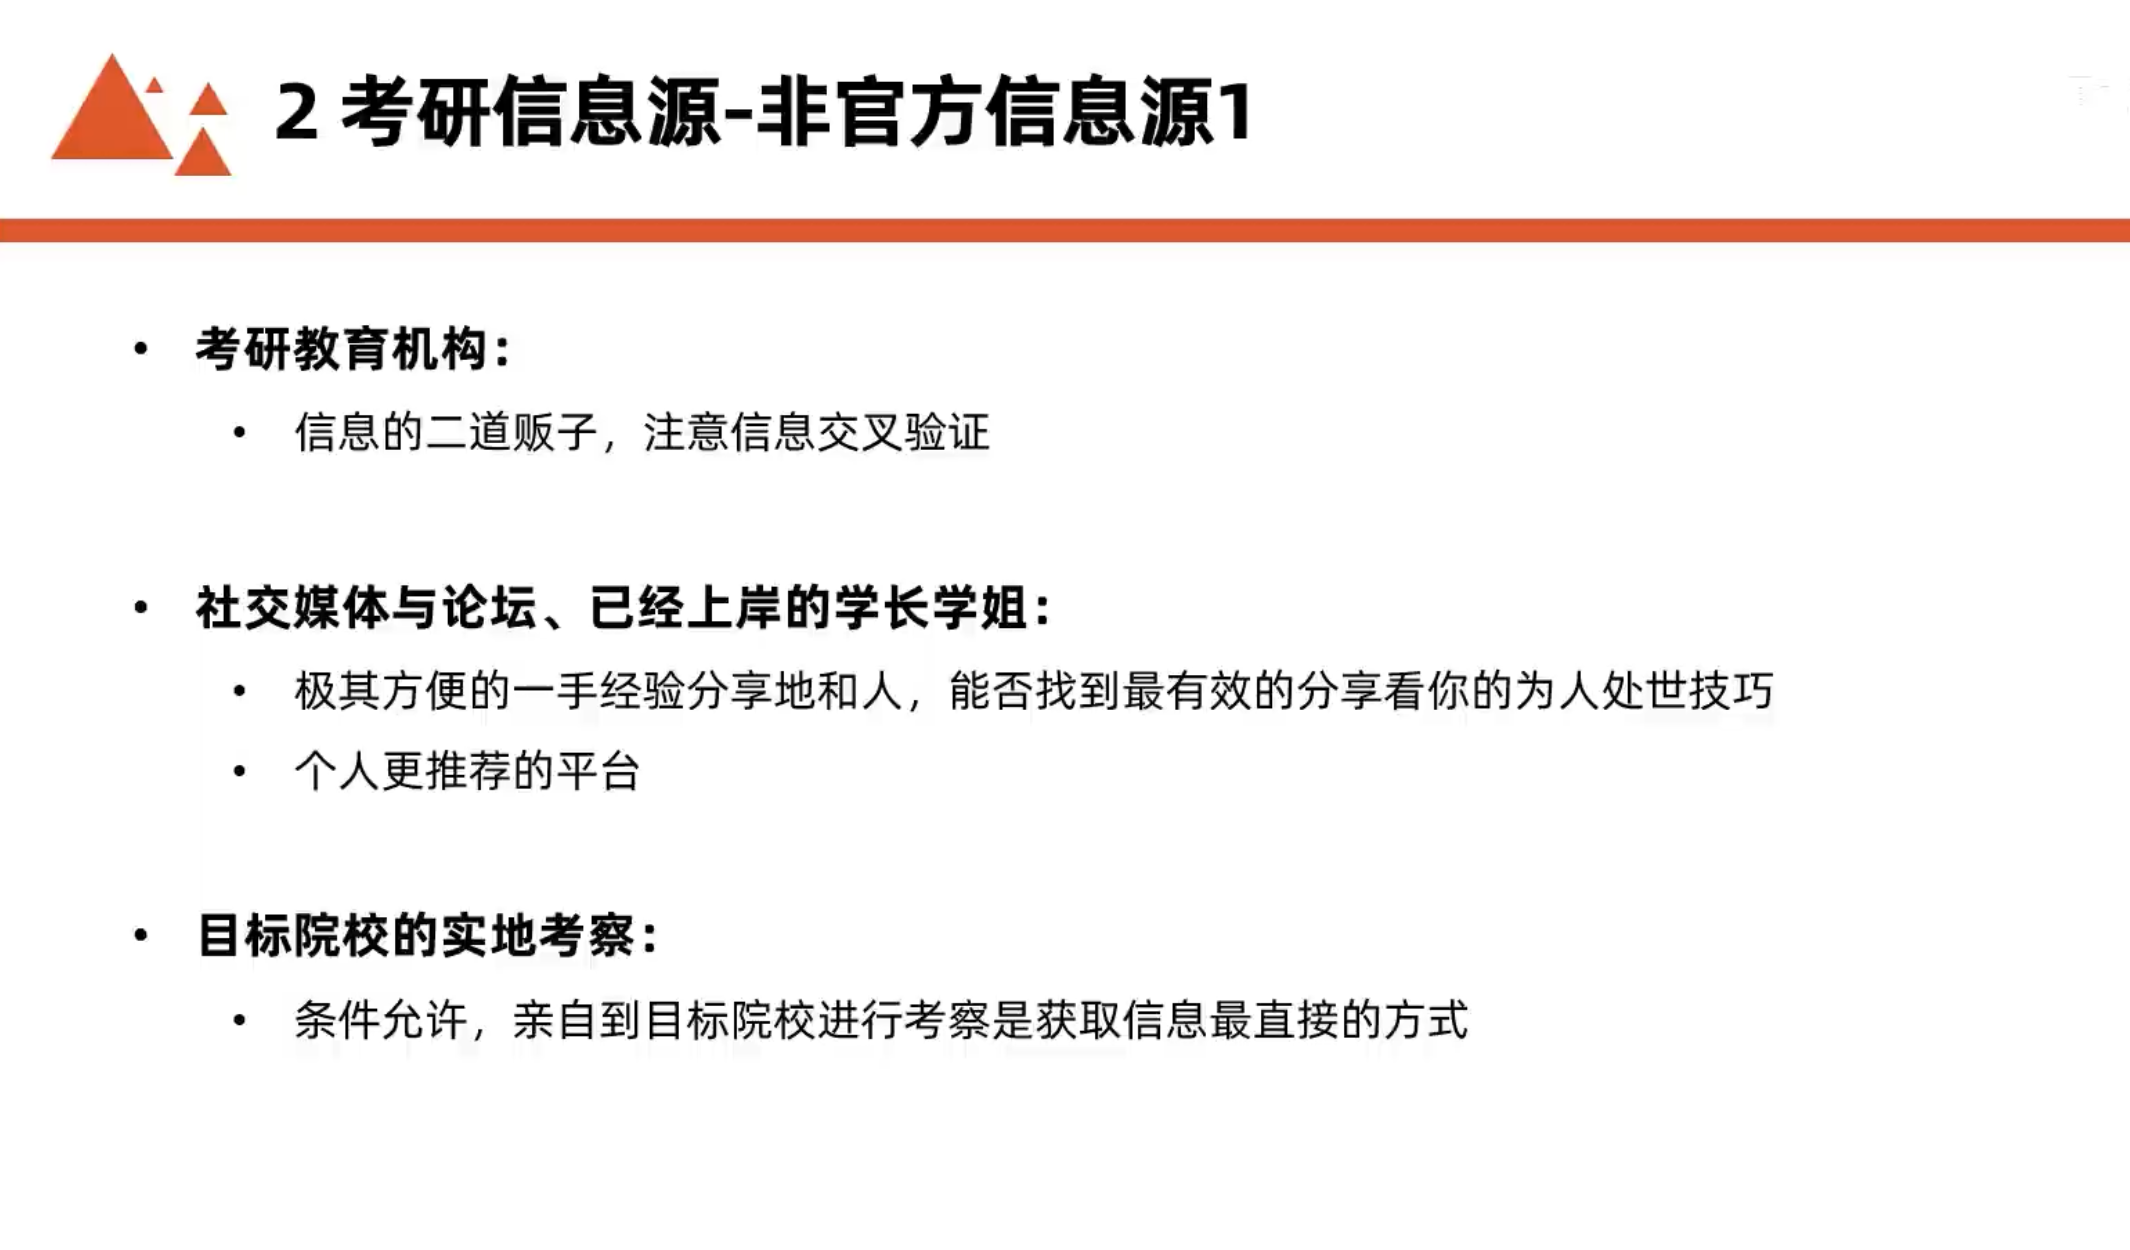 2 考研信息源-非官方信息源1
• 考研教育机构：
• 信息的二道贩子，注意信息交叉验证
• 社交媒体与论坛、已经上岸的学长学姐：
• 极其方便的一手经验分享地和人，能否找到最有效的分享看你的为人处世技巧
• 个人更推荐的平台
• 目标院校的实地考察：
• 条件允许，亲自到目标院校进行考察是获取信息最直接的方式